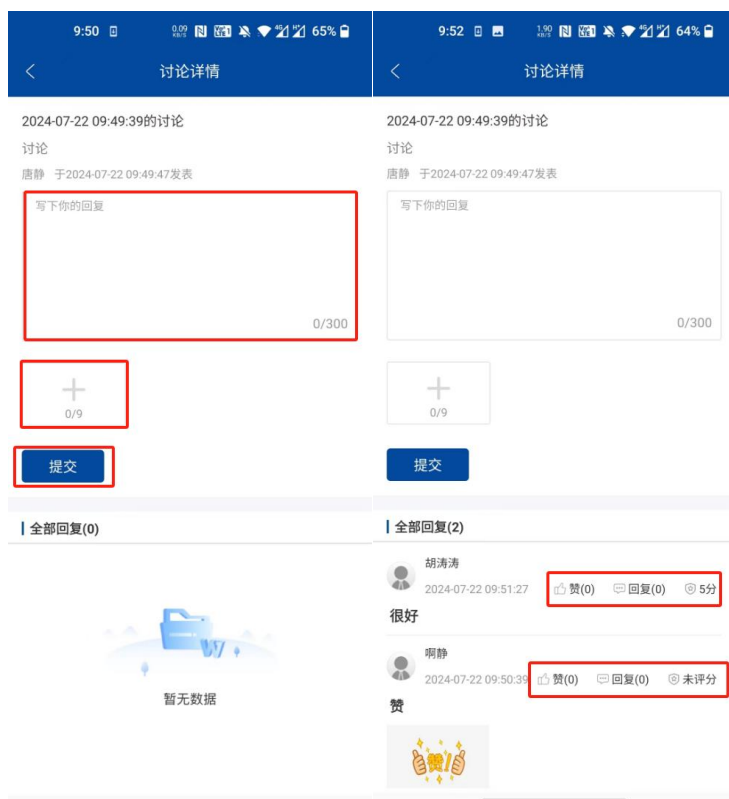 9:50 0.09 KB/S 65%
讨论详情
2024-07-22 09:49:39的讨论
讨论
唐静 于2024-07-22 09:49:47发表
写下你的回复
0/300
0/9
提交
全部回复(0)
暂无数据
9:52 1.90 KB/S 64%
讨论详情
2024-07-22 09:49:39的讨论
讨论
唐静 于2024-07-22 09:49:47发表
写下你的回复
0/300
0/9
提交
全部回复(2)
胡涛涛
2024-07-22 09:51:27 赞(0) 回复(0) 5分
很好
啊静
2024-07-22 09:50:39 赞(0) 回复(0) 未评分
赞
赞!